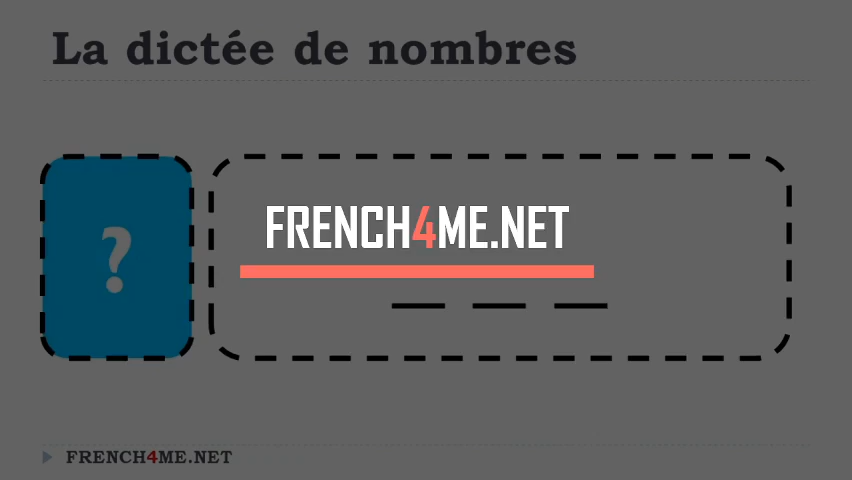 La dictée de nombres
?
FRENCH4ME.NET
FRENCH4ME.NET